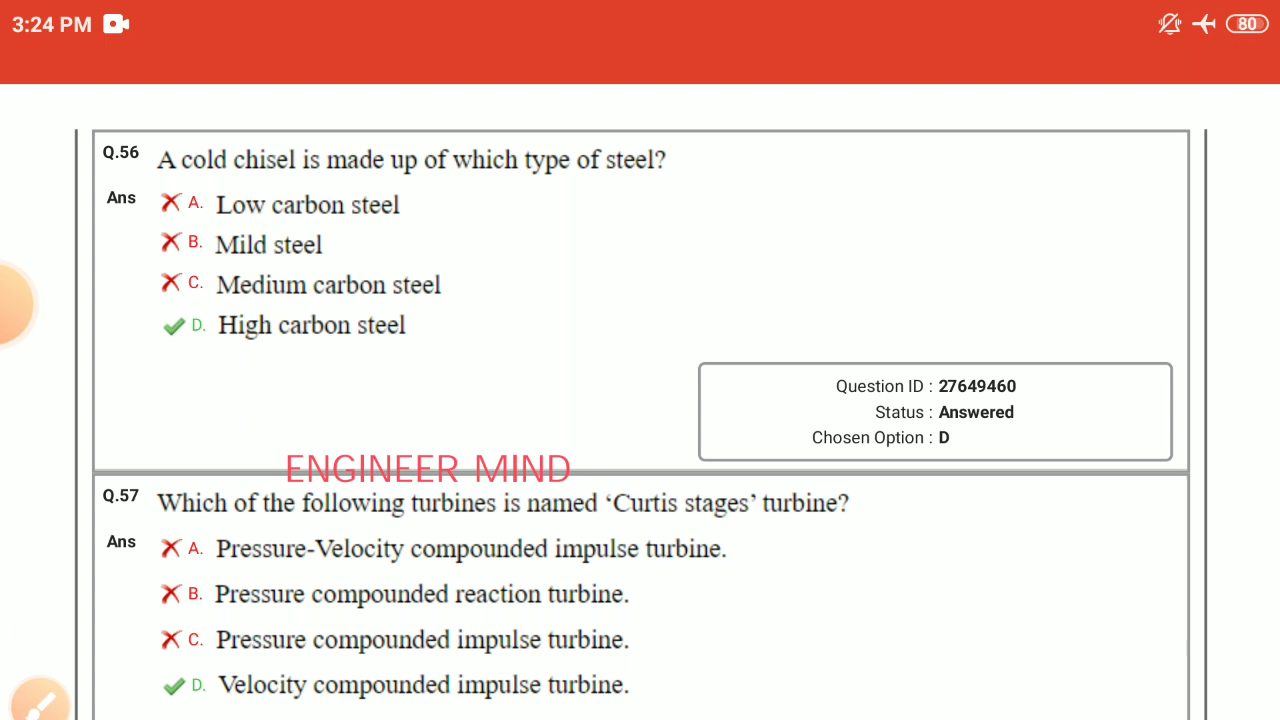 3:24 PM
80
Q.56 A cold chisel is made up of which type of steel?
Ans A. Low carbon steel
B. Mild steel
C. Medium carbon steel
D. High carbon steel
Question ID : 27649460
Status : Answered
Chosen Option : D
ENGINEER MIND
Q.57 Which of the following turbines is named ‘Curtis stages’ turbine?
Ans A. Pressure-Velocity compounded impulse turbine.
B. Pressure compounded reaction turbine.
C. Pressure compounded impulse turbine.
D. Velocity compounded impulse turbine.